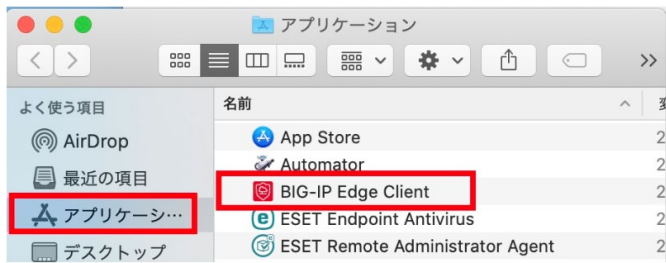 アプリケーション
よく使う項目
名前
AirDrop
App Store
最近の項目
Automator
BIG-IP Edge Client
アプリケーシ…
ESET Endpoint Antivirus
デスクトップ
ESET Remote Administrator Agent